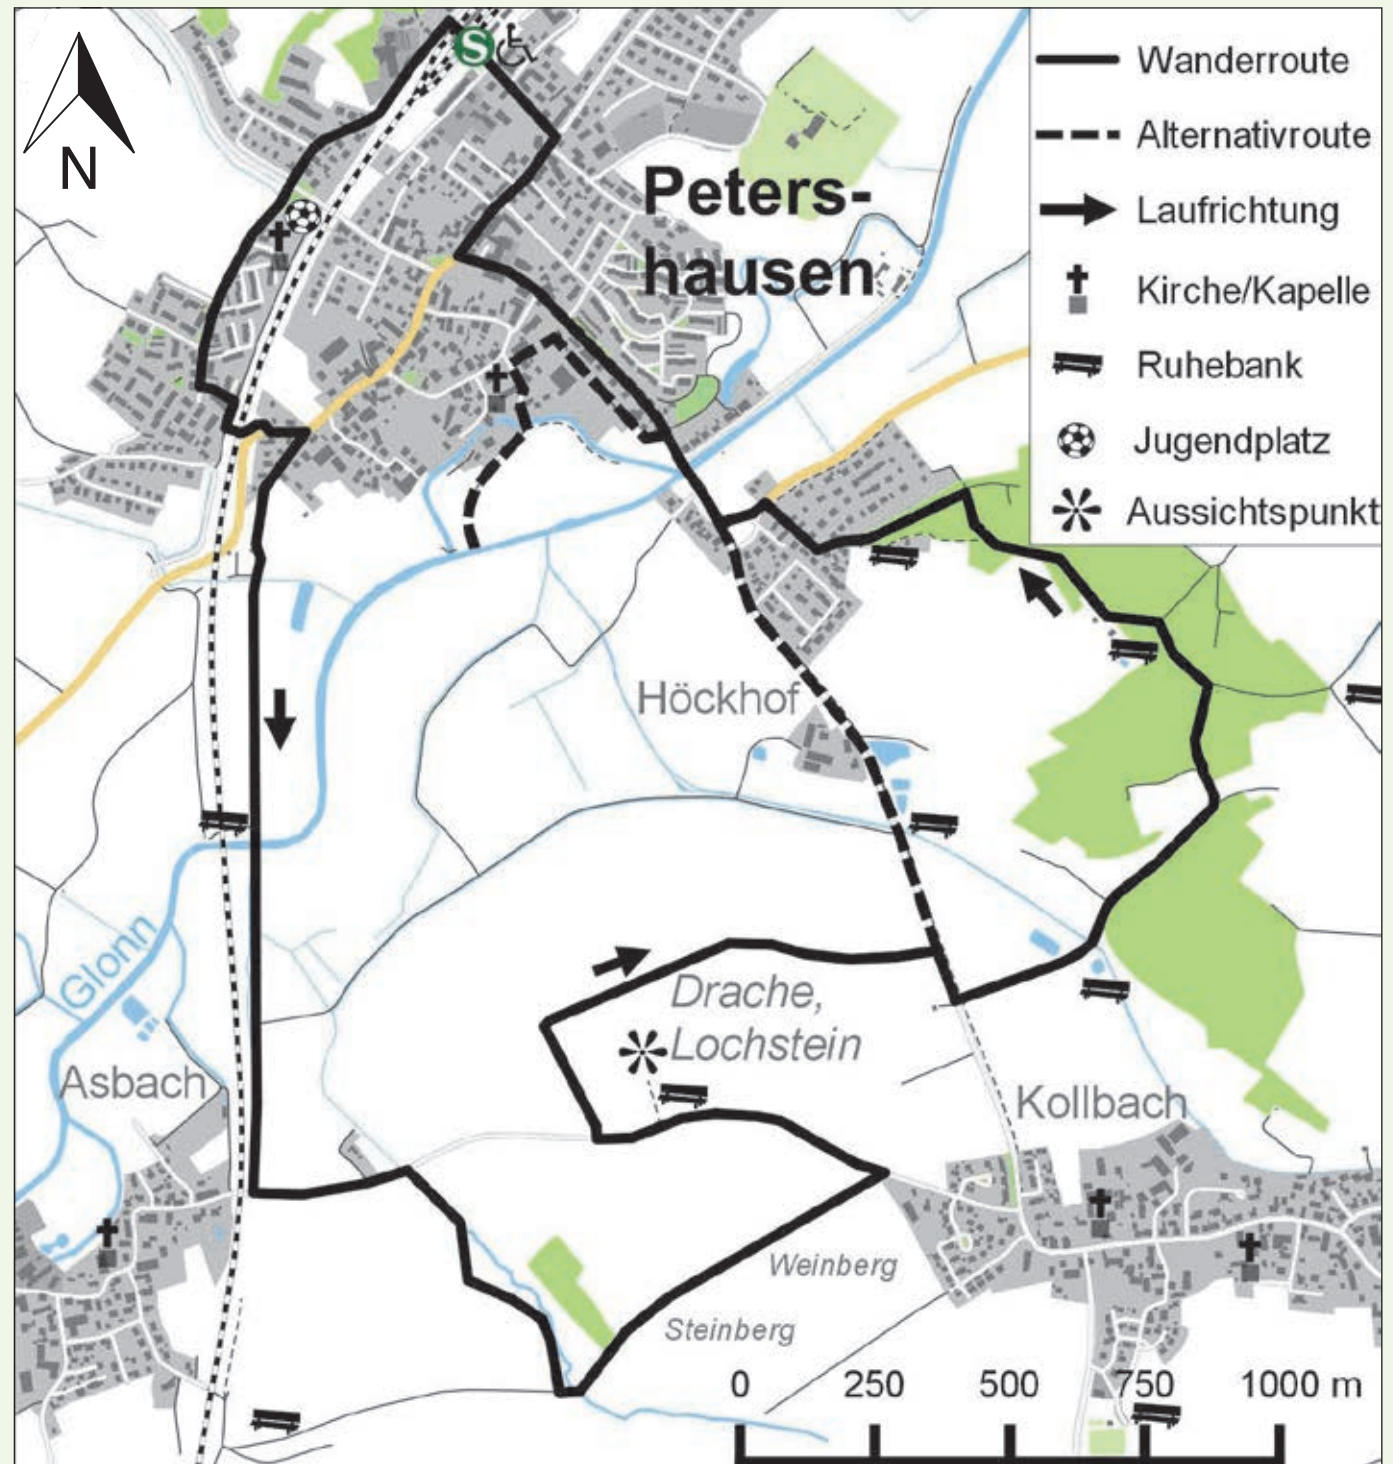 S
N
Peters-
hausen
Wanderroute
Alternativroute
Laufrichtung
Kirche/Kapelle
Ruhebank
Jugendplatz
Aussichtspunkt
Höckhof
Glonn
Drache,
Lochstein
Asbach
Kollbach
Weinberg
Steinberg
0 250 500 750 1000 m